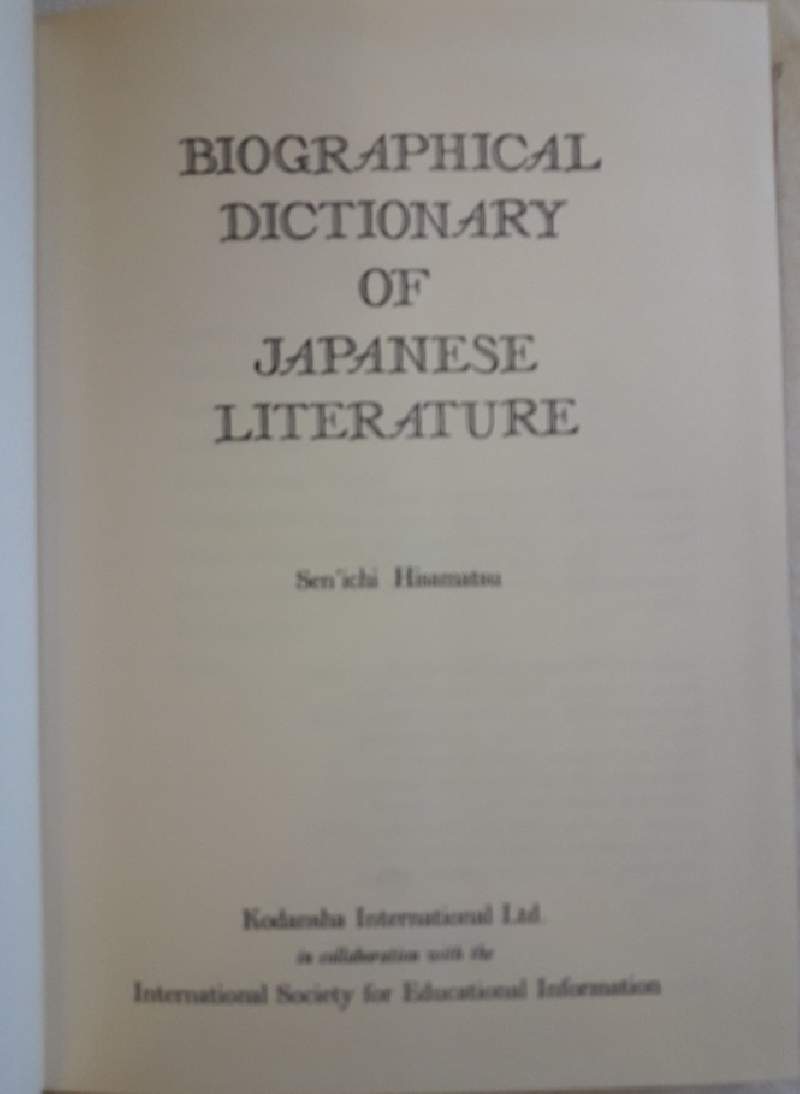 BIOGRAPHICAL
DICTIONARY
OF
JAPANESE
LITERATURE
Sen'ichi Hisamatsu
Kodansha International Ltd.
in collaboration with the
International Society for Educational Information